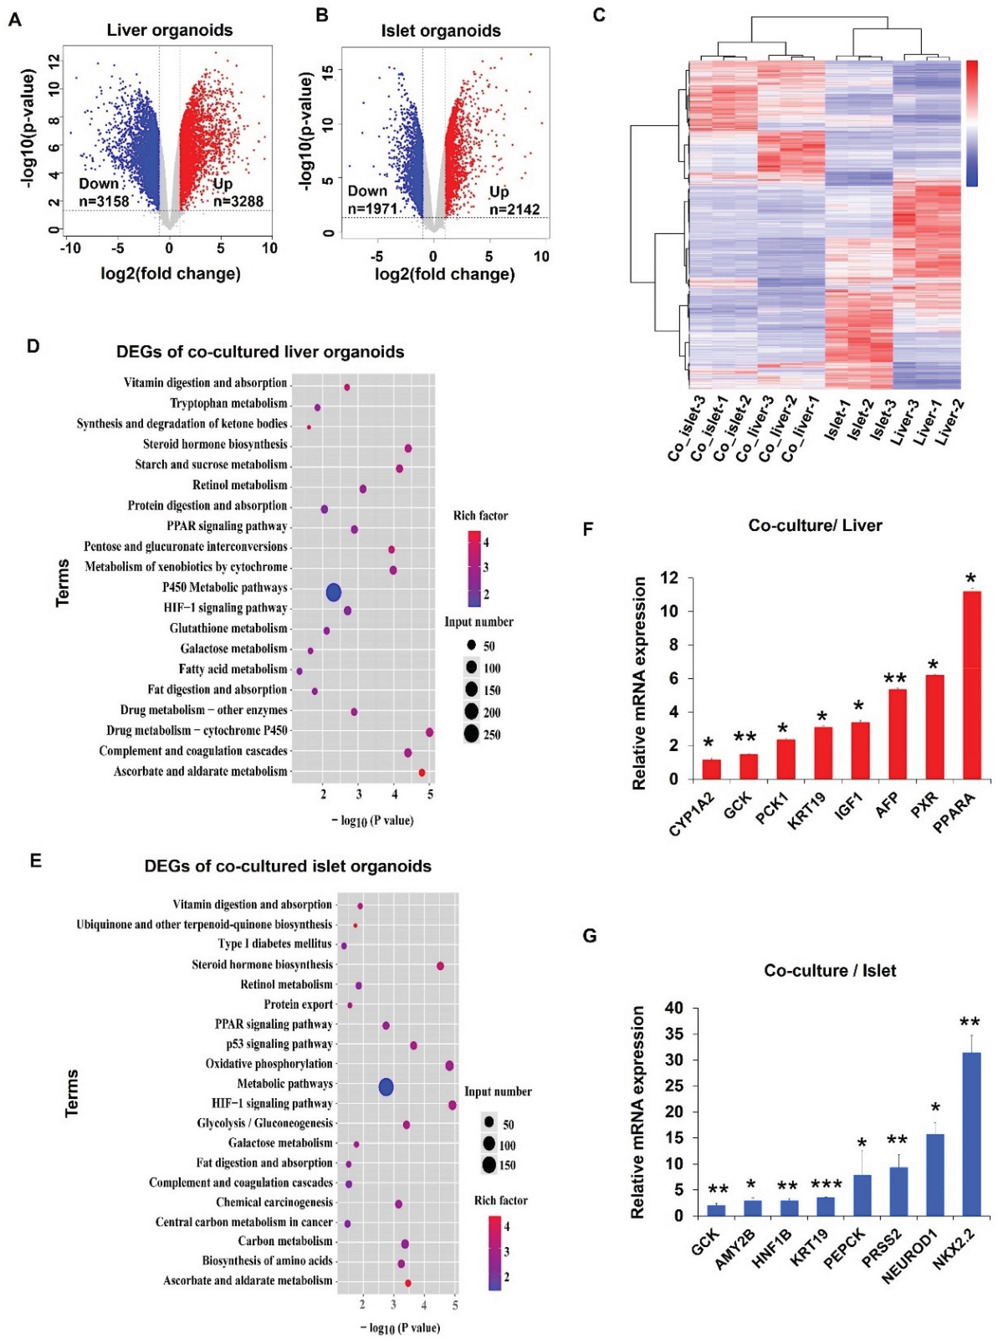 A
Liver organoids
-log10(p-value)
12
10
8
6
4
2
0
Down
n=3158
Up
n=3288
-10
-5
0
5
10
log2(fold change)
B
Islet organoids
-log10(p-value)
15
10
5
0
Down
n=1971
Up
n=2142
-5
0
5
10
log2(fold change)
C
Co_islet-3
Co_islet-1
Co_islet-2
Co_liver-3
Co_liver-2
Co_liver-1
Islet-1
Islet-2
Islet-3
Liver-3
Liver-1
Liver-2
D
DEGs of co-cultured liver organoids
Terms
Vitamin digestion and absorption
Tryptophan metabolism
Synthesis and degradation of ketone bodies
Steroid hormone biosynthesis
Starch and sucrose metabolism
Retinol metabolism
Protein digestion and absorption
PPAR signaling pathway
Pentose and glucuronate interconversions
Metabolism of xenobiotics by cytochrome
P450 Metabolic pathways
HIF−1 signaling pathway
Glutathione metabolism
Galactose metabolism
Fatty acid metabolism
Fat digestion and absorption
Drug metabolism − other enzymes
Drug metabolism − cytochrome P450
Complement and coagulation cascades
Ascorbate and aldarate metabolism
2 3 4 5
− log10 (P value)
Rich factor
4
3
2
Input number
50
100
150
200
250
E
DEGs of co-cultured islet organoids
Terms
Vitamin digestion and absorption
Ubiquinone and other terpenoid-quinone biosynthesis
Type I diabetes mellitus
Steroid hormone biosynthesis
Retinol metabolism
Protein export
PPAR signaling pathway
p53 signaling pathway
Oxidative phosphorylation
Metabolic pathways
HIF−1 signaling pathway
Glycolysis / Gluconeogenesis
Galactose metabolism
Fat digestion and absorption
Complement and coagulation cascades
Chemical carcinogenesis
Central carbon metabolism in cancer
Carbon metabolism
Biosynthesis of amino acids
Ascorbate and aldarate metabolism
2 3 4 5
− log10 (P value)
Input number
50
100
150
Rich factor
4
3
2
F
Co-culture/ Liver
Relative mRNA expression
12
10
8
6
4
2
0
*
**
*
*
*
**
*
*
CYP1A2
GCK
PCK1
KRT19
IGF1
AFP
PXR
PPARA
G
Co-culture / Islet
Relative mRNA expression
40
35
30
25
20
15
10
5
0
**
*
**
***
*
**
*
**
GCK
AMY2B
HNF1B
KRT19
PEPCK
PRSS2
NEUROD1
NKX2.2